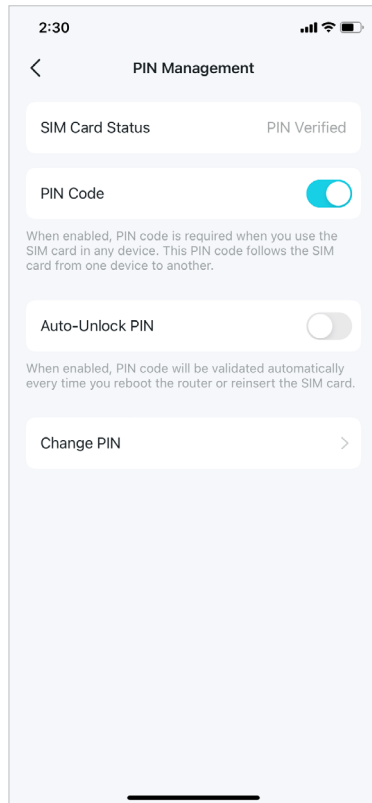 2:30
PIN Management
SIM Card Status PIN Verified
PIN Code
When enabled, PIN code is required when you use the
SIM card in any device. This PIN code follows the SIM
card from one device to another.
Auto-Unlock PIN
When enabled, PIN code will be validated automatically
every time you reboot the router or reinsert the SIM card.
Change PIN